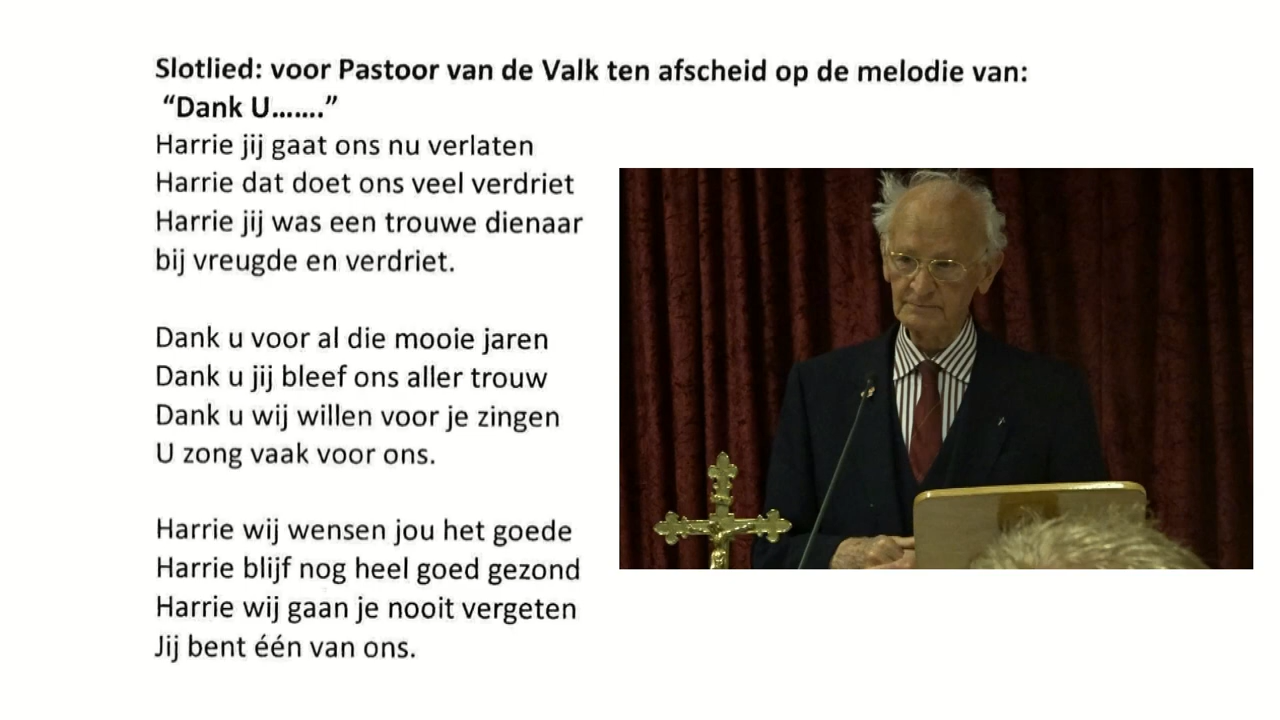 Slotlied: voor Pastoor van de Valk ten afscheid op de melodie van:
“Dank U.......”
Harrie jij gaat ons nu verlaten
Harrie dat doet ons veel verdriet
Harrie jij was een trouwe dienaar
bij vreugde en verdriet.
Dank u voor al die mooie jaren
Dank u jij bleef ons aller trouw
Dank u wij willen voor je zingen
U zong vaak voor ons.
Harrie wij wensen jou het goede
Harrie blijf nog heel goed gezond
Harrie wij gaan je nooit vergeten
Jij bent één van ons.